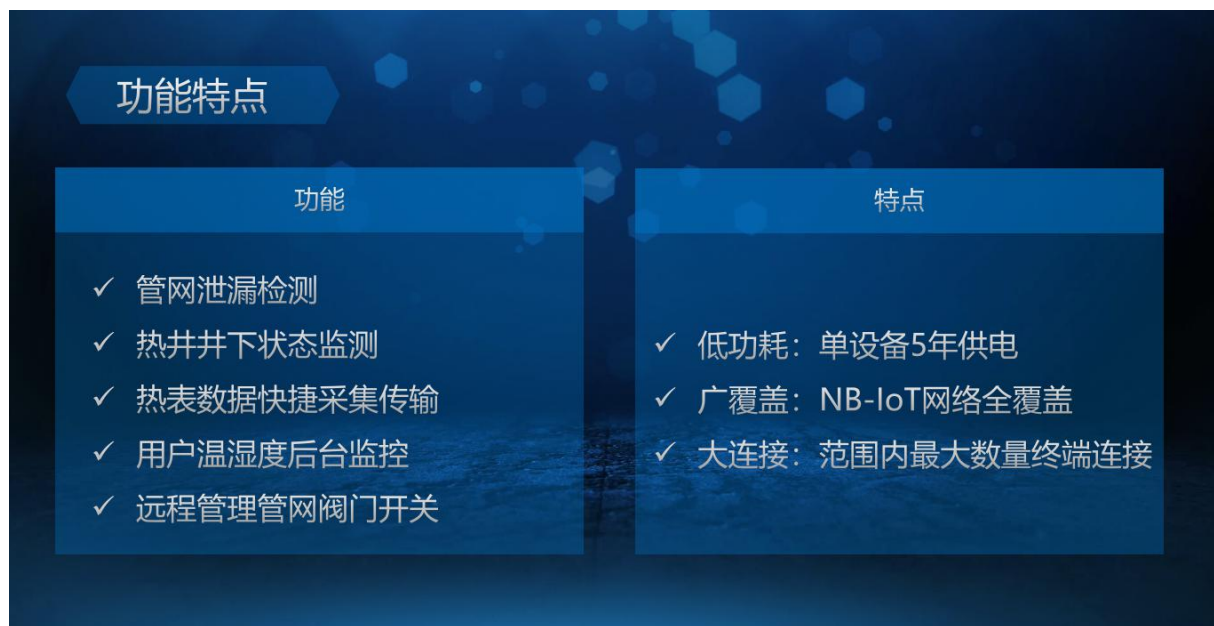 功能特点
功能
✓ 管网泄漏检测
✓ 热井井下状态监测
✓ 热表数据快捷采集传输
✓ 用户温湿度后台监控
✓ 远程管理管网阀门开关
特点
✓ 低功耗：单设备5年供电
✓ 广覆盖：NB-IoT网络全覆盖
✓ 大连接：范围内最大数量终端连接